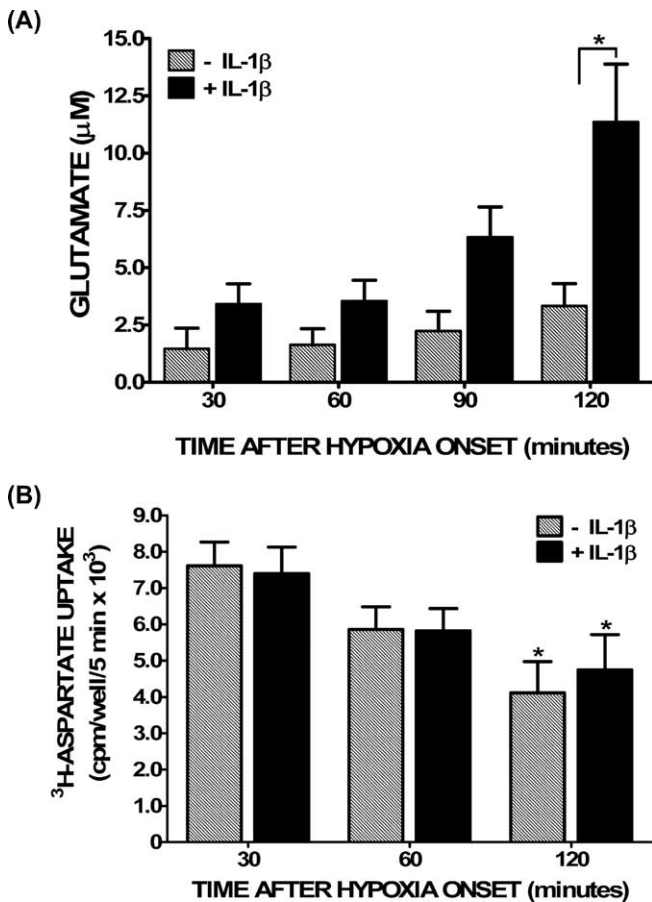 (A)
15.0
12.5
10.0
7.5
5.0
2.5
0.0
GLUTAMATE (μM)
- IL-1β
+ IL-1β
*
30 60 90 120
TIME AFTER HYPOXIA ONSET (minutes)
(B)
9.0
8.0
7.0
6.0
5.0
4.0
3.0
2.0
1.0
0
³H-ASPARTATE UPTAKE
(cpm/well/5 min x 10³)
- IL-1β
+ IL-1β
* *
30 60 120
TIME AFTER HYPOXIA ONSET (minutes)